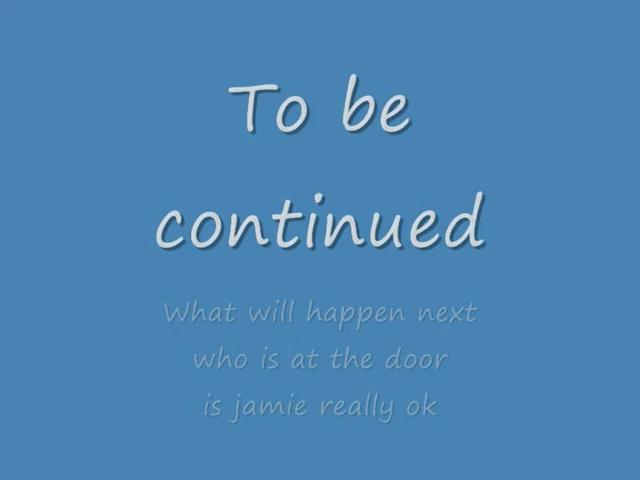 To be
continued
What will happen next
who is at the door
is jamie really ok